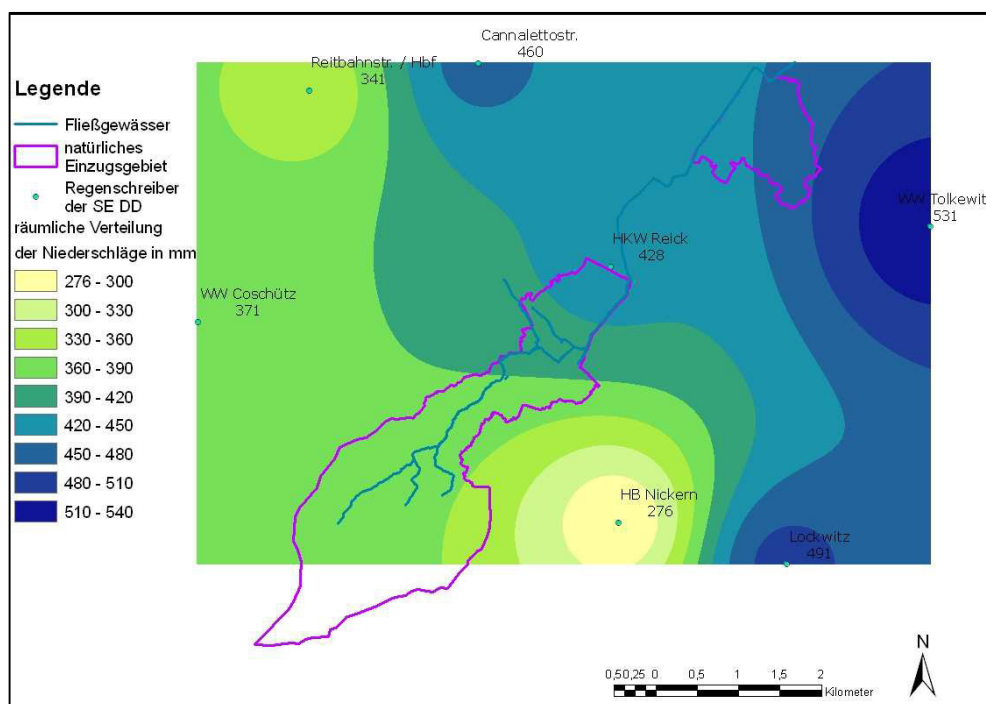 Cannalettostr.
460
Reitbahnstr. / Hbf
341
Legende
Fließgewässer
natürliches
Einzugsgebiet
Regenschreiber
der SE DD
räumliche Verteilung
der Niederschläge in mm
276 - 300
300 - 330
330 - 360
360 - 390
390 - 420
420 - 450
450 - 480
480 - 510
510 - 540
WW Tolkewit
531
HKW Reick
428
WW Coschütz
371
HB Nickern
276
Lockwitz
491
N
0,5 0,25 0 0,5 1 1,5 2
Kilometer